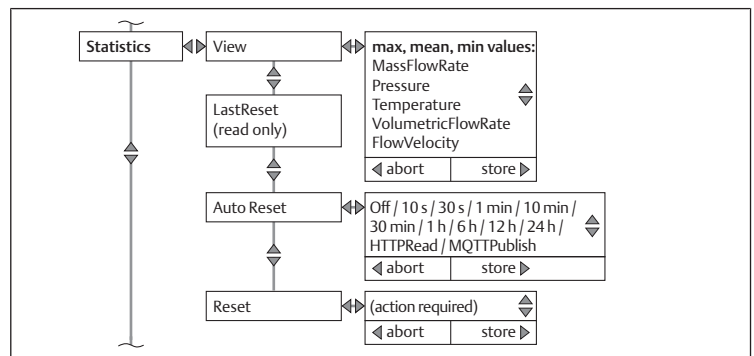 Statistics
View
max, mean, min values:
MassFlowRate
Pressure
Temperature
VolumetricFlowRate
FlowVelocity
abort store
LastReset
(read only)
Auto Reset
Off / 10 s / 30 s / 1 min / 10 min /
30 min / 1 h / 6 h / 12 h / 24 h /
HTTPRead / MQTTPublish
abort store
Reset
(action required)
abort store